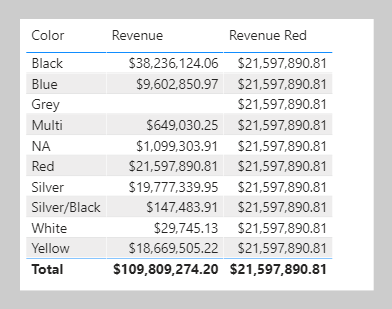 Color Revenue Revenue Red
Black $38,236,124.06 $21,597,890.81
Blue $9,602,850.97 $21,597,890.81
Grey $21,597,890.81
Multi $649,030.25 $21,597,890.81
NA $1,099,303.91 $21,597,890.81
Red $21,597,890.81 $21,597,890.81
Silver $19,777,339.95 $21,597,890.81
Silver/Black $147,483.91 $21,597,890.81
White $29,745.13 $21,597,890.81
Yellow $18,669,505.22 $21,597,890.81
Total $109,809,274.20 $21,597,890.81